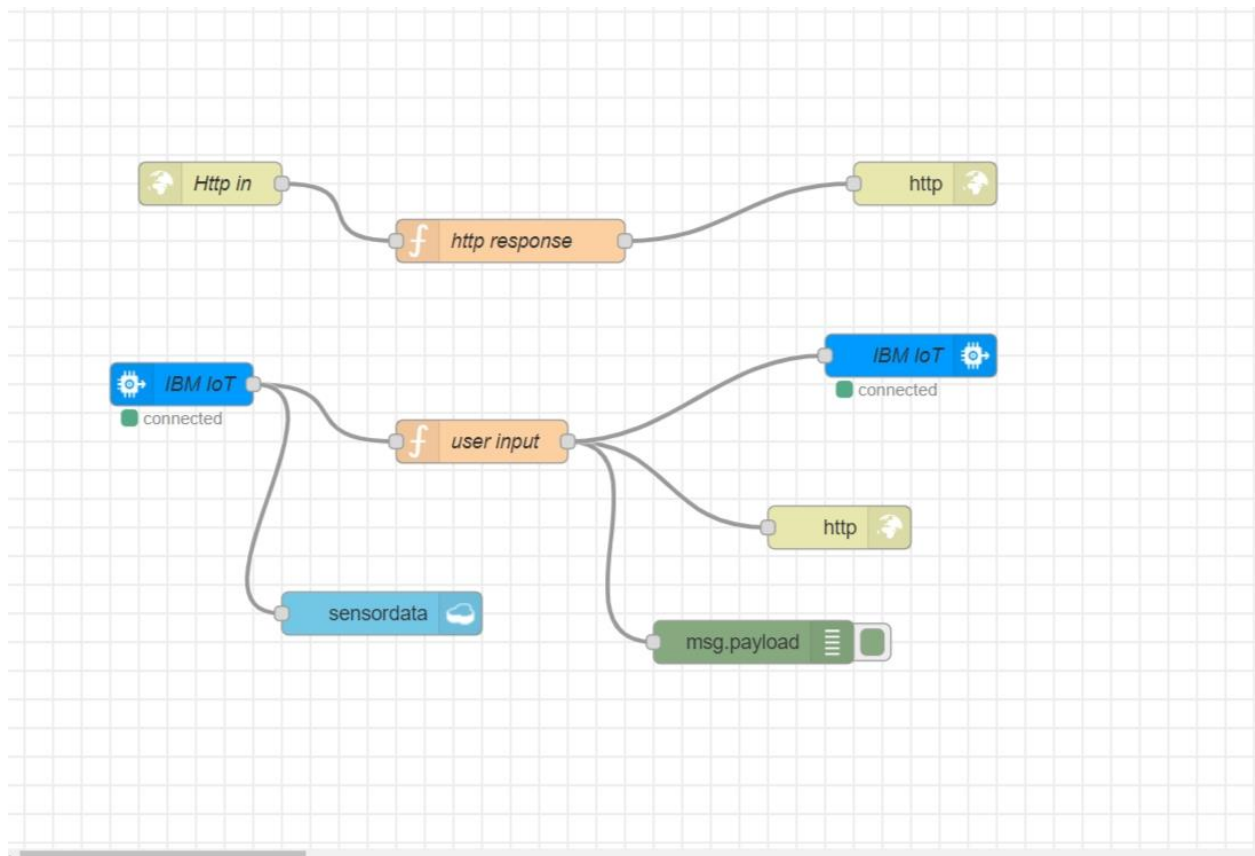 Http in
http
http response
IBM IoT
connected
IBM IoT
connected
user input
http
sensordata
msg.payload